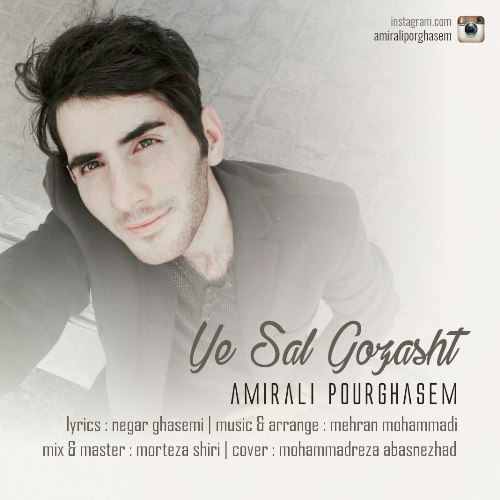 instagram.com
amiraliporghasem
Ye Sal Gozasht
AMIRALI POURGHASEM
lyrics : negar ghasemi | music & arrange : mehran mohammadi
mix & master : morteza shiri | cover : mohammadreza abasnezhad